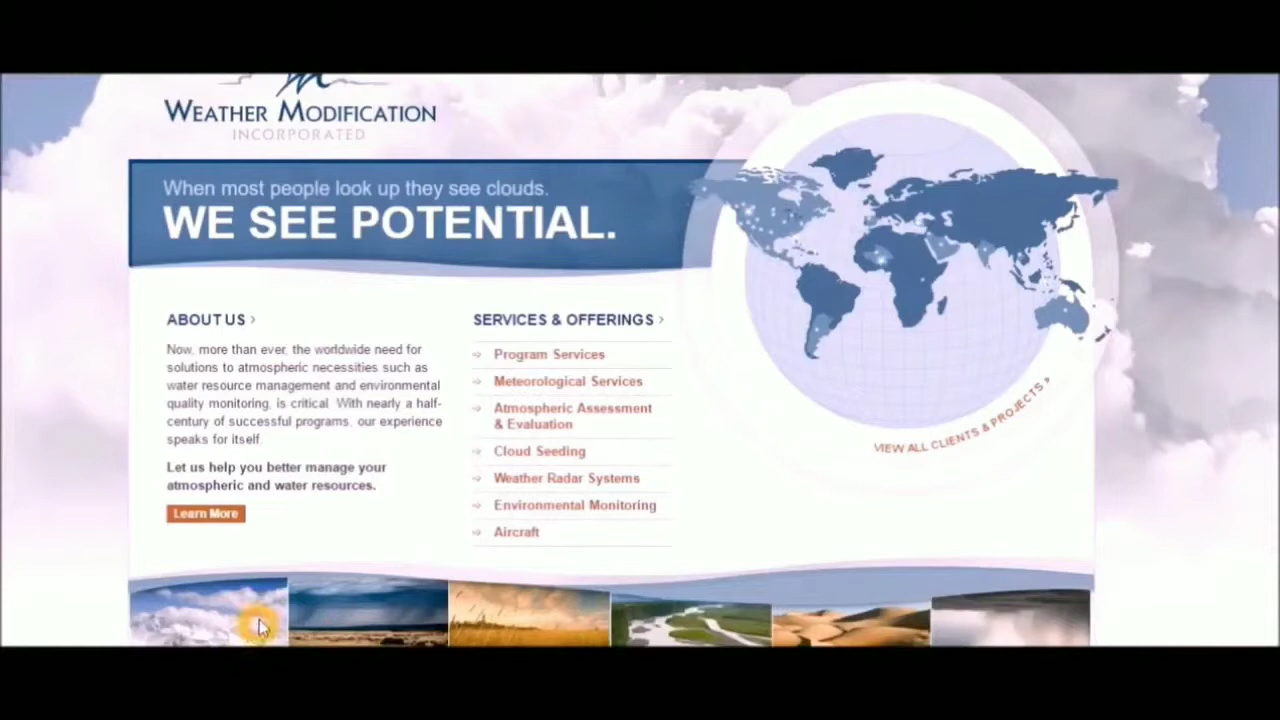 WEATHER MODIFICATION
INCORPORATED
When most people look up they see clouds.
WE SEE POTENTIAL.
ABOUT US ›
Now, more than ever, the worldwide need for
solutions to atmospheric necessities such as
water resource management and environmental
quality monitoring, is critical. With nearly a half-
century of successful programs, our experience
speaks for itself.
Let us help you better manage your
atmospheric and water resources.
Learn More
SERVICES & OFFERINGS ›
Program Services
Meteorological Services
Atmospheric Assessment
& Evaluation
Cloud Seeding
Weather Radar Systems
Environmental Monitoring
Aircraft
VIEW ALL CLIENTS & PROJECTS »